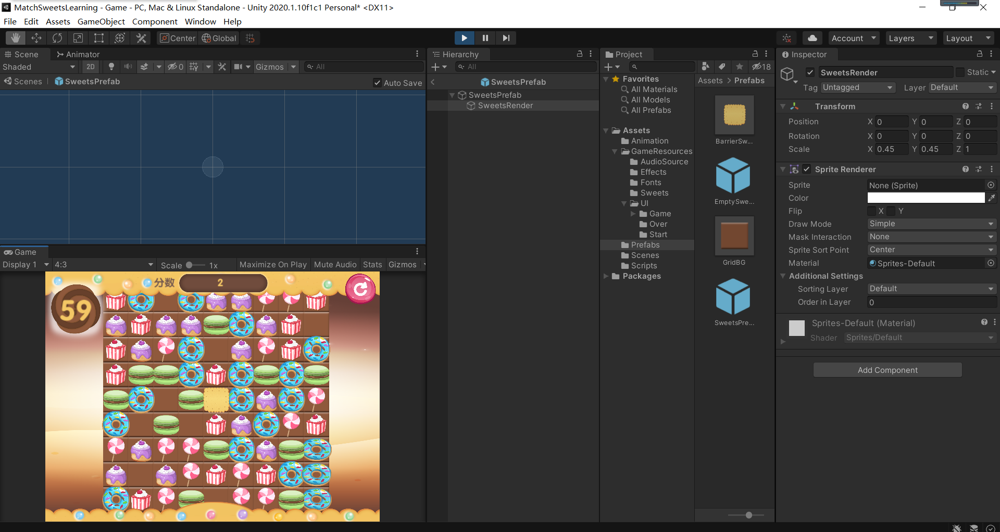 MatchSweetsLearning - Game - PC, Mac & Linux Standalone - Unity 2020.1.10f1c1 Personal* <DX11>
File Edit Assets GameObject Component Window Help
Center Global Account Layers Layout
Scene Animator
Shaded 2D 0 Gizmos All
Scenes SweetsPrefab Auto Save
Game
Display 1 4:3 Scale 1x Maximize On Play Mute Audio Stats Gizmos
分数 2
59
Hierarchy
All
SweetsPrefab
SweetsPrefab
SweetsRender
Project
18
Favorites
All Materials
All Models
All Prefabs
Assets
Animation
GameResources
AudioSource
Effects
Fonts
Sweets
UI
Game
Over
Start
Prefabs
Scenes
Scripts
Packages
Assets > Prefabs
BarrierSw...
EmptySwe...
GridBG
SweetsPre...
Inspector
SweetsRender Static
Tag Untagged Layer Default
Transform
Position X 0 Y 0 Z 0
Rotation X 0 Y 0 Z 0
Scale X 0.45 Y 0.45 Z 1
Sprite Renderer
Sprite None (Sprite)
Color
Flip X Y
Draw Mode Simple
Mask Interaction None
Sprite Sort Point Center
Material Sprites-Default
Additional Settings
Sorting Layer Default
Order in Layer 0
Sprites-Default (Material)
Shader Sprites/Default
Add Component